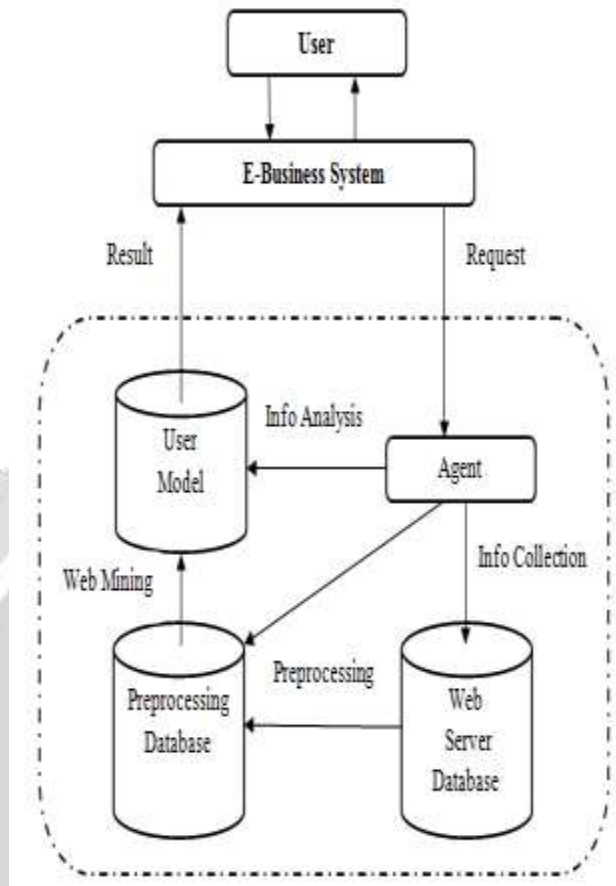 User
E-Business System
Result
Request
Info Analysis
User
Model
Agent
Info Collection
Web Mining
Preprocessing
Preprocessing
Database
Web
Server
Database